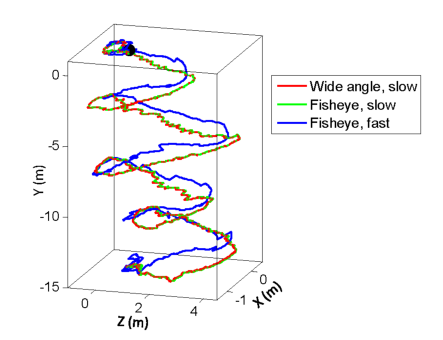 Wide angle, slow
Fisheye, slow
Fisheye, fast
0
-5
-10
-15
Y (m)
0
2
4
Z (m)
-1
0
X (m)